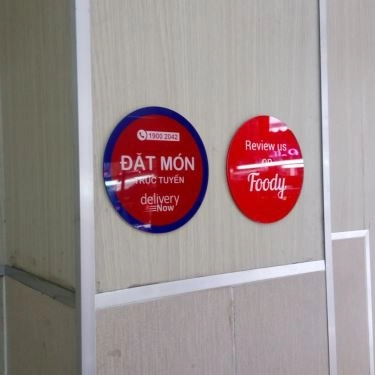 1900 2042
ĐẶT MÓN
TRỰC TUYẾN
delivery
Now
Review us
on
Foody